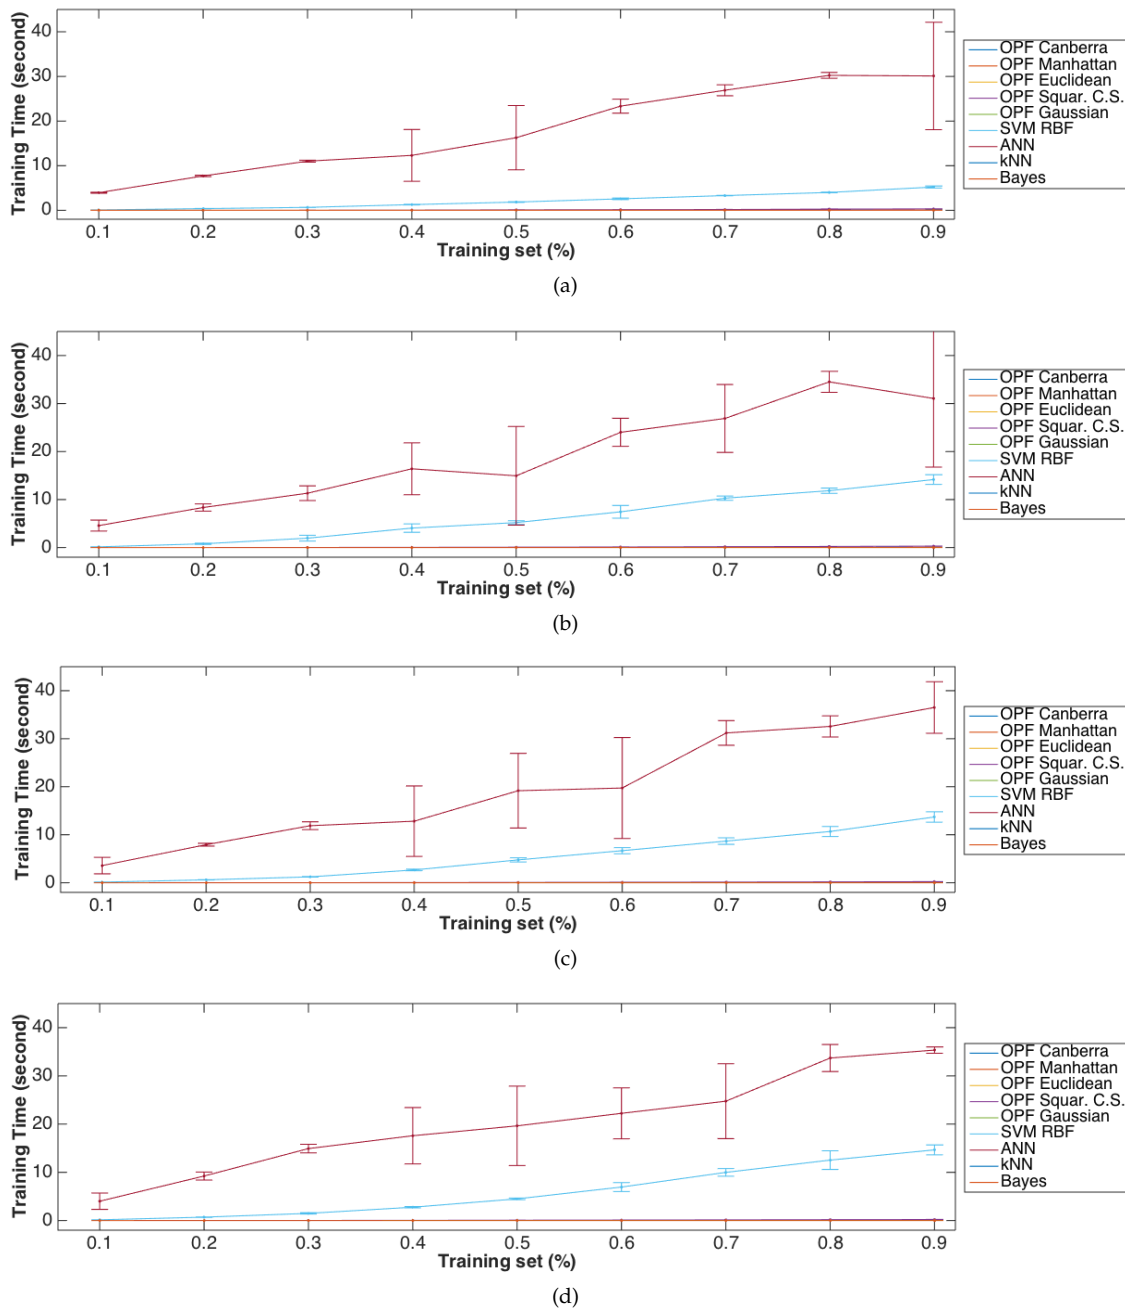 Training Time (second)
40
30
20
10
0
0.1 0.2 0.3 0.4 0.5 0.6 0.7 0.8 0.9
Training set (%)
OPF Canberra
OPF Manhattan
OPF Euclidean
OPF Squar. C.S.
OPF Gaussian
SVM RBF
ANN
kNN
Bayes
(a)
Training Time (second)
40
30
20
10
0
0.1 0.2 0.3 0.4 0.5 0.6 0.7 0.8 0.9
Training set (%)
OPF Canberra
OPF Manhattan
OPF Euclidean
OPF Squar. C.S.
OPF Gaussian
SVM RBF
ANN
kNN
Bayes
(b)
Training Time (second)
40
30
20
10
0
0.1 0.2 0.3 0.4 0.5 0.6 0.7 0.8 0.9
Training set (%)
OPF Canberra
OPF Manhattan
OPF Euclidean
OPF Squar. C.S.
OPF Gaussian
SVM RBF
ANN
kNN
Bayes
(c)
Training Time (second)
40
30
20
10
0
0.1 0.2 0.3 0.4 0.5 0.6 0.7 0.8 0.9
Training set (%)
OPF Canberra
OPF Manhattan
OPF Euclidean
OPF Squar. C.S.
OPF Gaussian
SVM RBF
ANN
kNN
Bayes
(d)